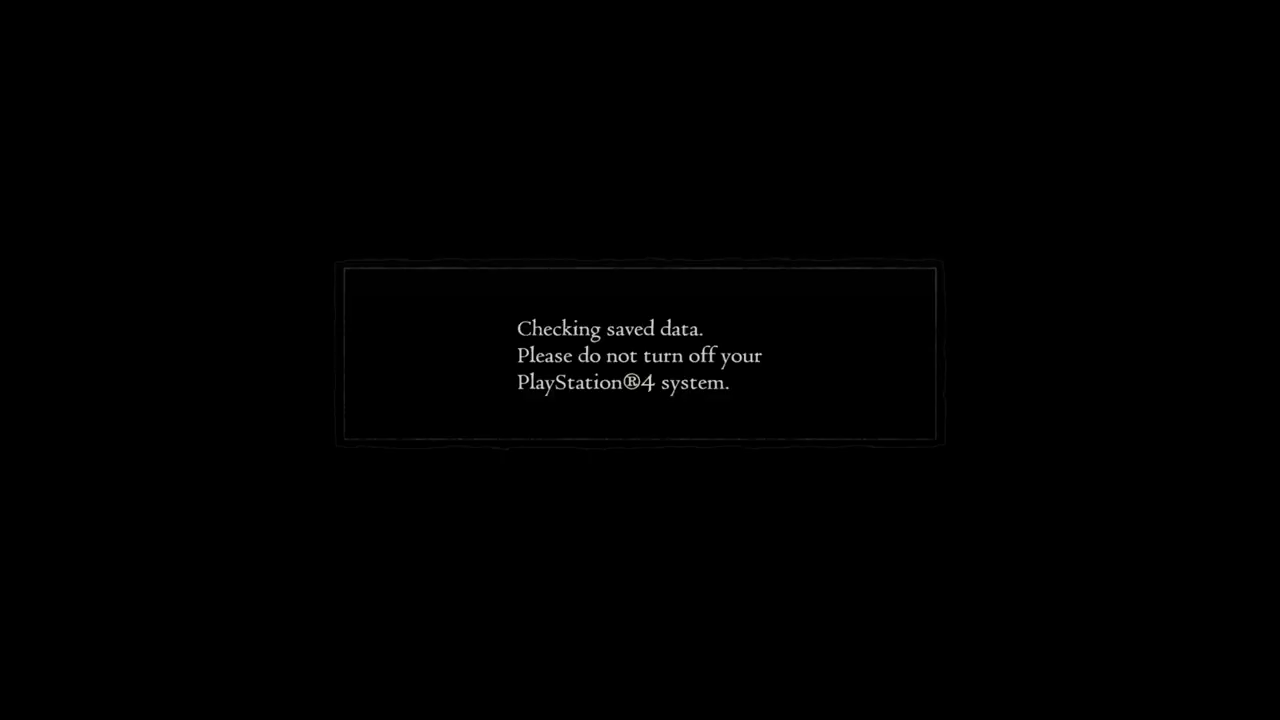 Checking saved data.
Please do not turn off your
PlayStation®4 system.